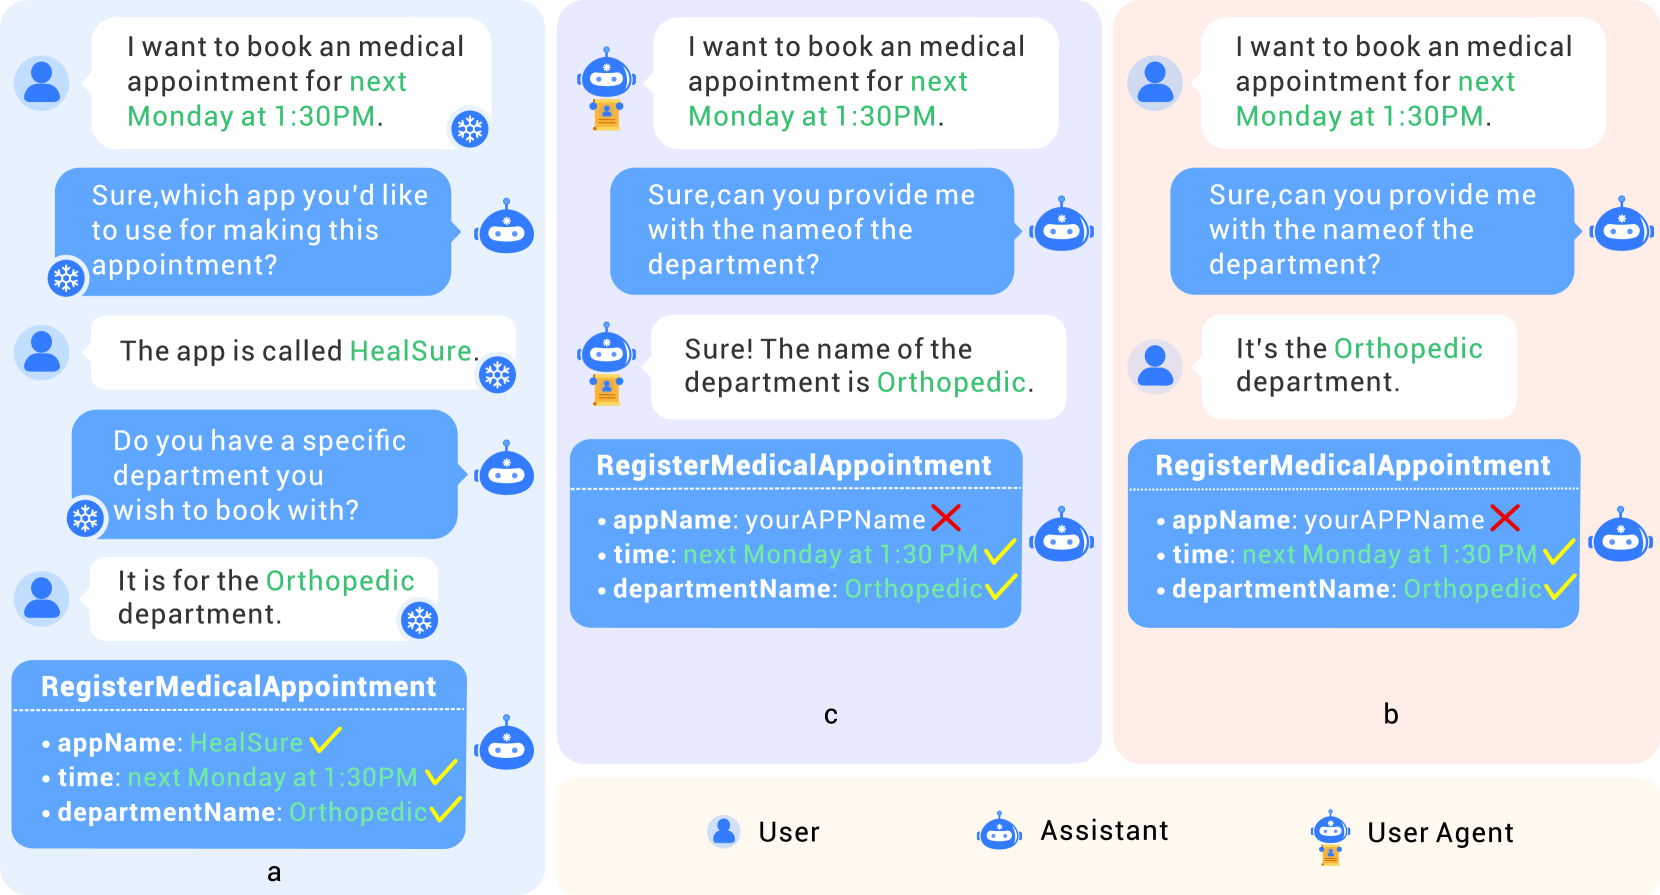 I want to book an medical
appointment for next
Monday at 1:30PM.
Sure,which app you'd like
to use for making this
appointment?
The app is called HealSure.
Do you have a specific
department you
wish to book with?
It is for the Orthopedic
department.
RegisterMedicalAppointment
• appName: HealSure
• time: next Monday at 1:30PM
• departmentName: Orthopedic
a
I want to book an medical
appointment for next
Monday at 1:30PM.
Sure,can you provide me
with the nameof the
department?
Sure! The name of the
department is Orthopedic.
RegisterMedicalAppointment
• appName: yourAPPName
• time: next Monday at 1:30 PM
• departmentName: Orthopedic
c
I want to book an medical
appointment for next
Monday at 1:30PM.
Sure,can you provide me
with the nameof the
department?
It's the Orthopedic
department.
RegisterMedicalAppointment
• appName: yourAPPName
• time: next Monday at 1:30 PM
• departmentName: Orthopedic
b
User
Assistant
User Agent